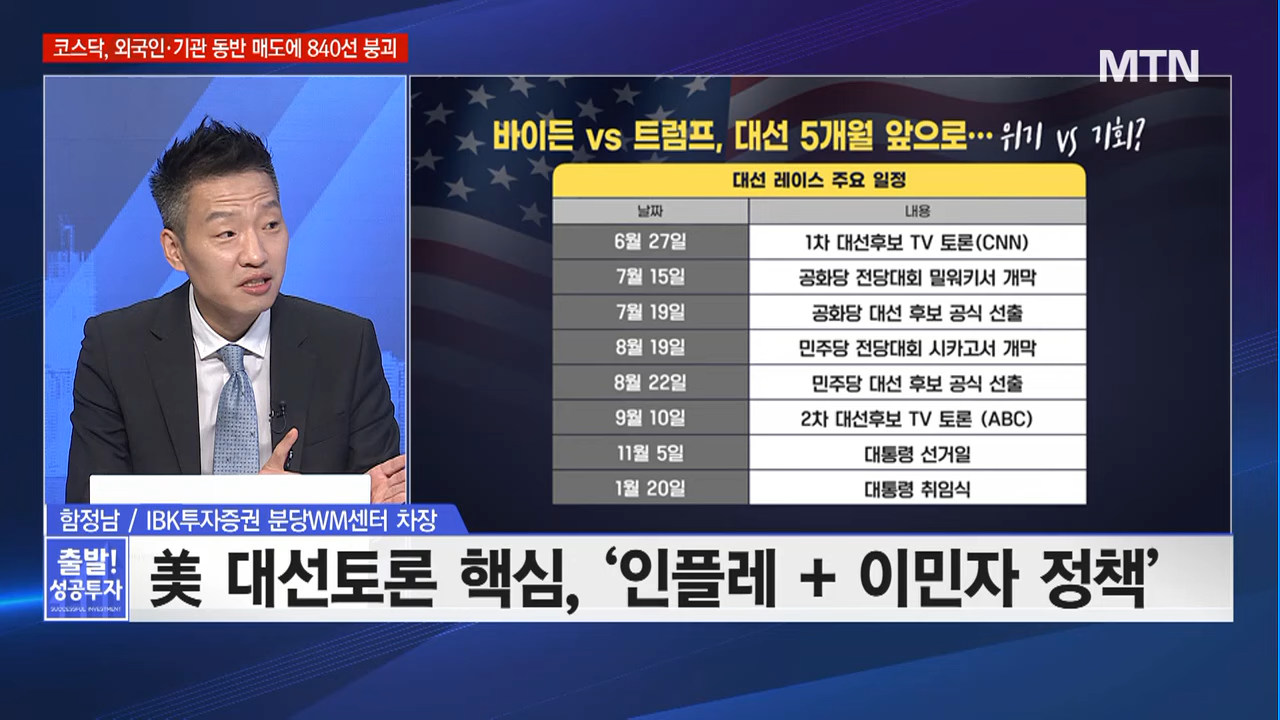 코스닥, 외국인·기관 동반 매도에 840선 붕괴
MTN
바이든 vs 트럼프, 대선 5개월 앞으로… 위기 vs 기회?
대선 레이스 주요 일정
날짜 내용
6월 27일 1차 대선후보 TV 토론(CNN)
7월 15일 공화당 전당대회 밀워키서 개막
7월 19일 공화당 대선 후보 공식 선출
8월 19일 민주당 전당대회 시카고서 개막
8월 22일 민주당 대선 후보 공식 선출
9월 10일 2차 대선후보 TV 토론 (ABC)
11월 5일 대통령 선거일
1월 20일 대통령 취임식
함정남 / IBK투자증권 분당WM센터 차장
출발!
성공투자
SUCCESSFUL INVESTMENT
美 대선토론 핵심, ‘인플레 + 이민자 정책’